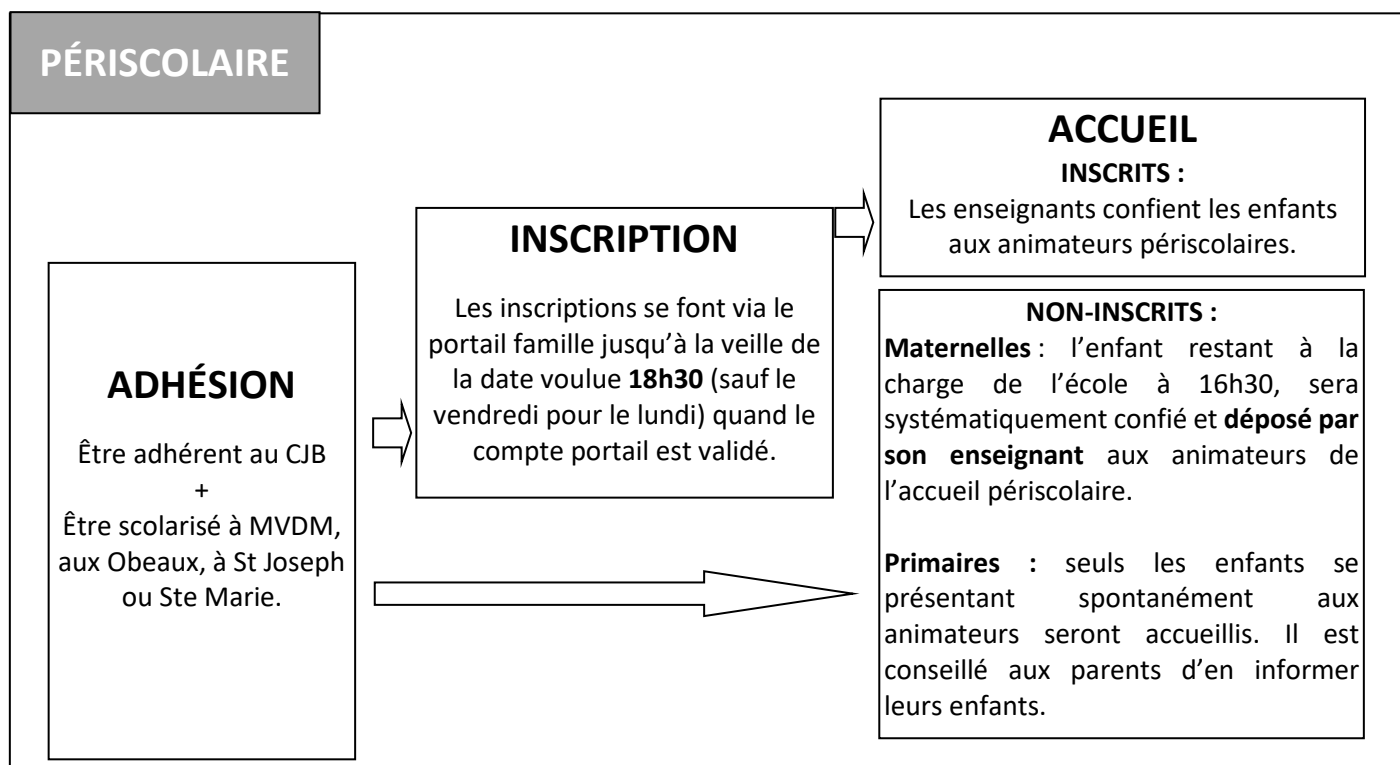 PÉRISCOLAIRE
ADHÉSION
Être adhérent au CJB
+
Être scolarisé à MVDM,
aux Obeaux, à St Joseph
ou Ste Marie.
INSCRIPTION
Les inscriptions se font via le
portail famille jusqu’à la veille de
la date voulue 18h30 (sauf le
vendredi pour le lundi) quand le
compte portail est validé.
ACCUEIL
INSCRITS :
Les enseignants confient les enfants
aux animateurs périscolaires.
NON-INSCRITS :
Maternelles : l’enfant restant à la
charge de l’école à 16h30, sera
systématiquement confié et déposé par
son enseignant aux animateurs de
l’accueil périscolaire.
Primaires : seuls les enfants se
présentant spontanément aux
animateurs seront accueillis. Il est
conseillé aux parents d’en informer
leurs enfants.